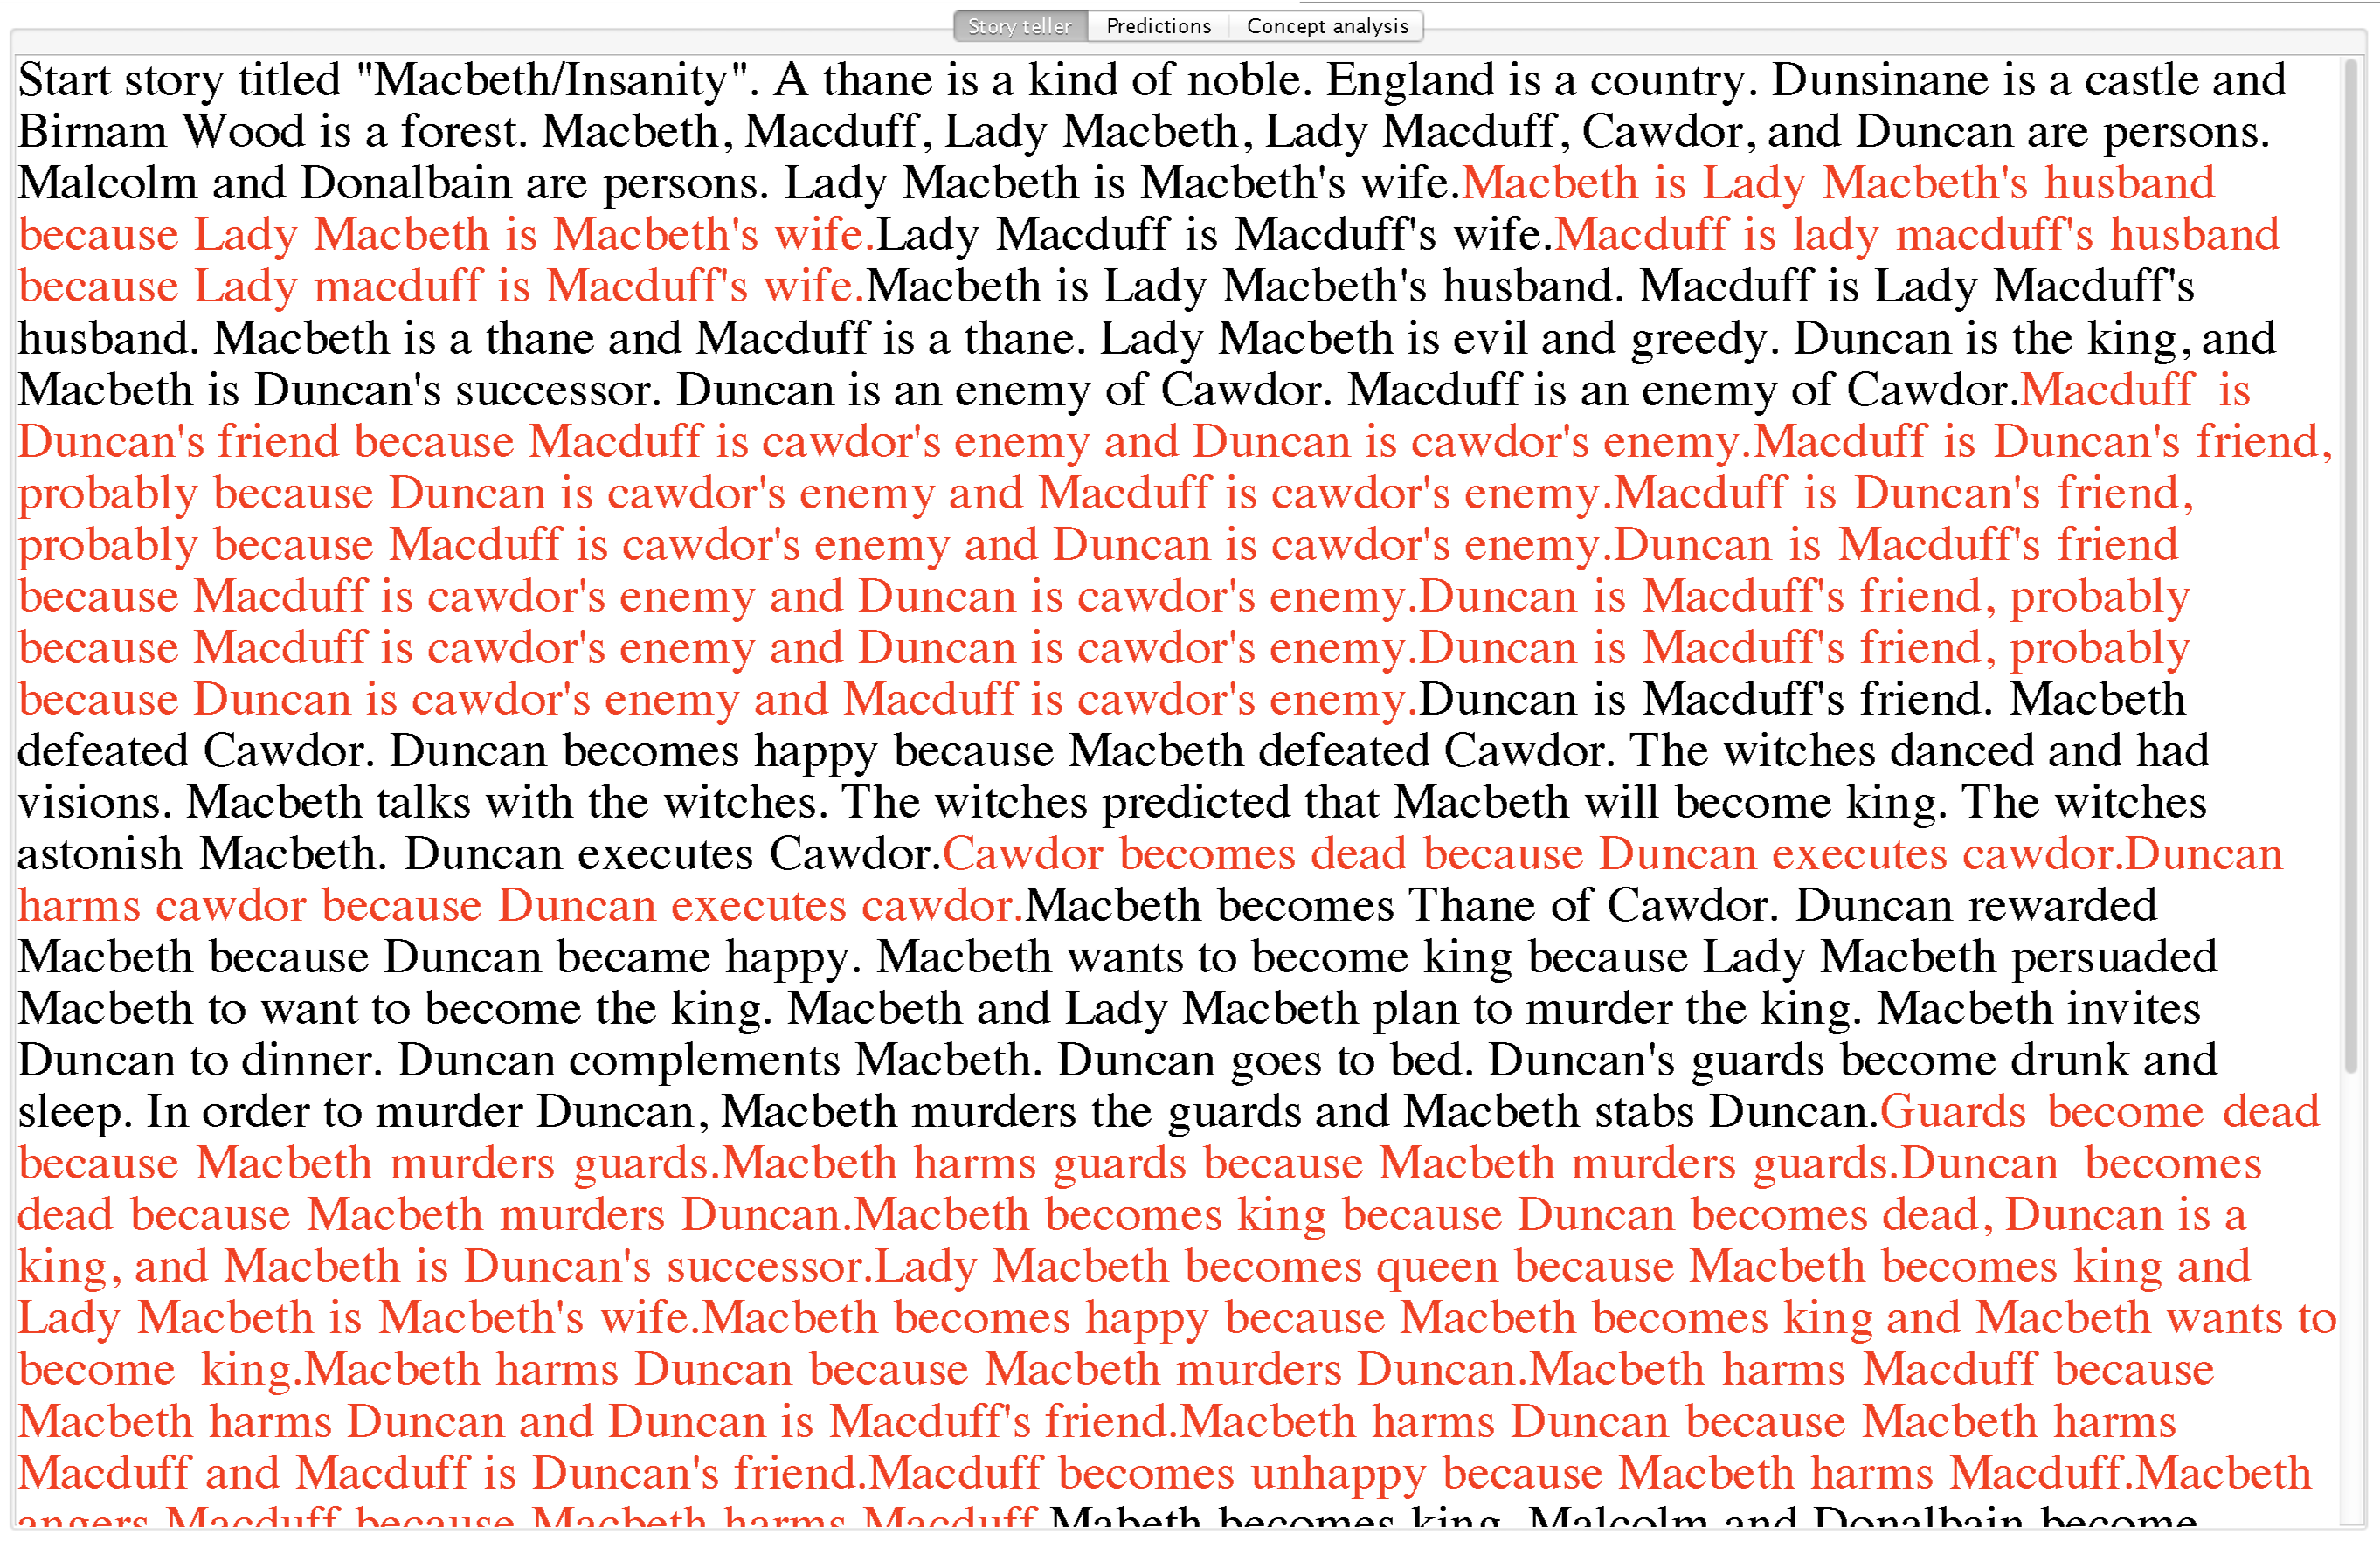 Story teller Predictions Concept analysis
Start story titled "Macbeth/Insanity". A thane is a kind of noble. England is a country. Dunsinane is a castle and
Birnam Wood is a forest. Macbeth, Macduff, Lady Macbeth, Lady Macduff, Cawdor, and Duncan are persons.
Malcolm and Donalbain are persons. Lady Macbeth is Macbeth's wife.Macbeth is Lady Macbeth's husband
because Lady Macbeth is Macbeth's wife.Lady Macduff is Macduff's wife.Macduff is lady macduff's husband
because Lady macduff is Macduff's wife.Macbeth is Lady Macbeth's husband. Macduff is Lady Macduff's
husband. Macbeth is a thane and Macduff is a thane. Lady Macbeth is evil and greedy. Duncan is the king, and
Macbeth is Duncan's successor. Duncan is an enemy of Cawdor. Macduff is an enemy of Cawdor.Macduff is
Duncan's friend because Macduff is cawdor's enemy and Duncan is cawdor's enemy.Macduff is Duncan's friend,
probably because Duncan is cawdor's enemy and Macduff is cawdor's enemy.Macduff is Duncan's friend,
probably because Macduff is cawdor's enemy and Duncan is cawdor's enemy.Duncan is Macduff's friend
because Macduff is cawdor's enemy and Duncan is cawdor's enemy.Duncan is Macduff's friend, probably
because Macduff is cawdor's enemy and Duncan is cawdor's enemy.Duncan is Macduff's friend, probably
because Duncan is cawdor's enemy and Macduff is cawdor's enemy.Duncan is Macduff's friend. Macbeth
defeated Cawdor. Duncan becomes happy because Macbeth defeated Cawdor. The witches danced and had
visions. Macbeth talks with the witches. The witches predicted that Macbeth will become king. The witches
astonish Macbeth. Duncan executes Cawdor.Cawdor becomes dead because Duncan executes cawdor.Duncan
harms cawdor because Duncan executes cawdor.Macbeth becomes Thane of Cawdor. Duncan rewarded
Macbeth because Duncan became happy. Macbeth wants to become king because Lady Macbeth persuaded
Macbeth to want to become the king. Macbeth and Lady Macbeth plan to murder the king. Macbeth invites
Duncan to dinner. Duncan complements Macbeth. Duncan goes to bed. Duncan's guards become drunk and
sleep. In order to murder Duncan, Macbeth murders the guards and Macbeth stabs Duncan.Guards become dead
because Macbeth murders guards.Macbeth harms guards because Macbeth murders guards.Duncan becomes
dead because Macbeth murders Duncan.Macbeth becomes king because Duncan becomes dead, Duncan is a
king, and Macbeth is Duncan's successor.Lady Macbeth becomes queen because Macbeth becomes king and
Lady Macbeth is Macbeth's wife.Macbeth becomes happy because Macbeth becomes king and Macbeth wants to
become king.Macbeth harms Duncan because Macbeth murders Duncan.Macbeth harms Macduff because
Macbeth harms Duncan and Duncan is Macduff's friend.Macbeth harms Duncan because Macbeth harms
Macduff and Macduff is Duncan's friend.Macduff becomes unhappy because Macbeth harms Macduff.Macbeth
angers Macduff because Macbeth harms Macduff.Mabeth becomes king. Malcolm and Donalbain become